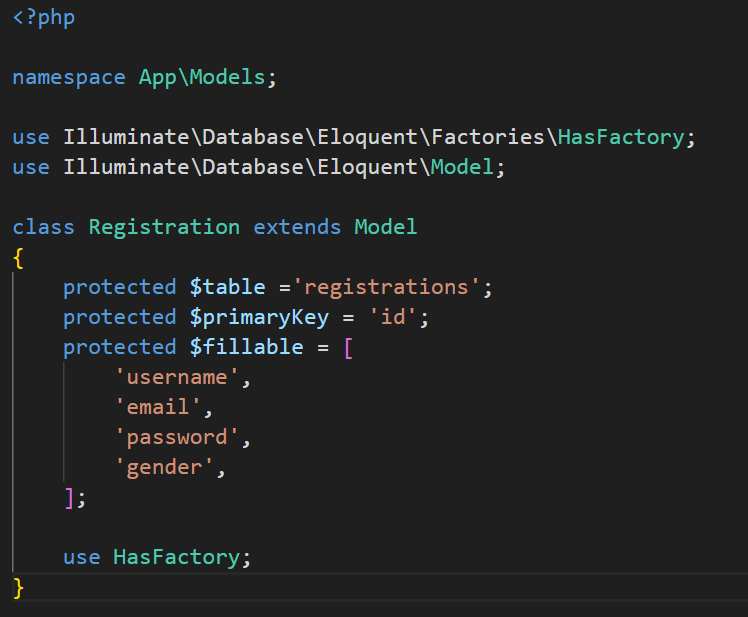 <?php
namespace App\Models;
use Illuminate\Database\Eloquent\Factories\HasFactory;
use Illuminate\Database\Eloquent\Model;
class Registration extends Model
{
    protected $table ='registrations';
    protected $primaryKey = 'id';
    protected $fillable = [
        'username',
        'email',
        'password',
        'gender',
    ];
    use HasFactory;
}